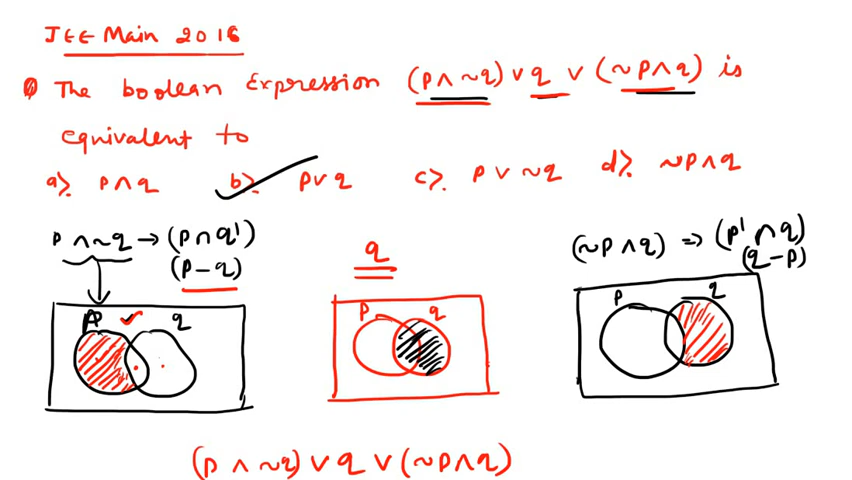 JEE Main 2016
Q The boolean Expression (P ∧ ~q) ∨ q ∨ (~P ∧ q) is
equivalent to
a). P ∧ q b). P ∨ q c). P ∨ ~q d). ~P ∧ q
P ∧ ~q → (P ∩ q') q (~P ∧ q) ⇒ (P' ∩ q)
(P – q) (q – P)
P q P q P q
(P ∧ ~q) ∨ q ∨ (~P ∧ q)